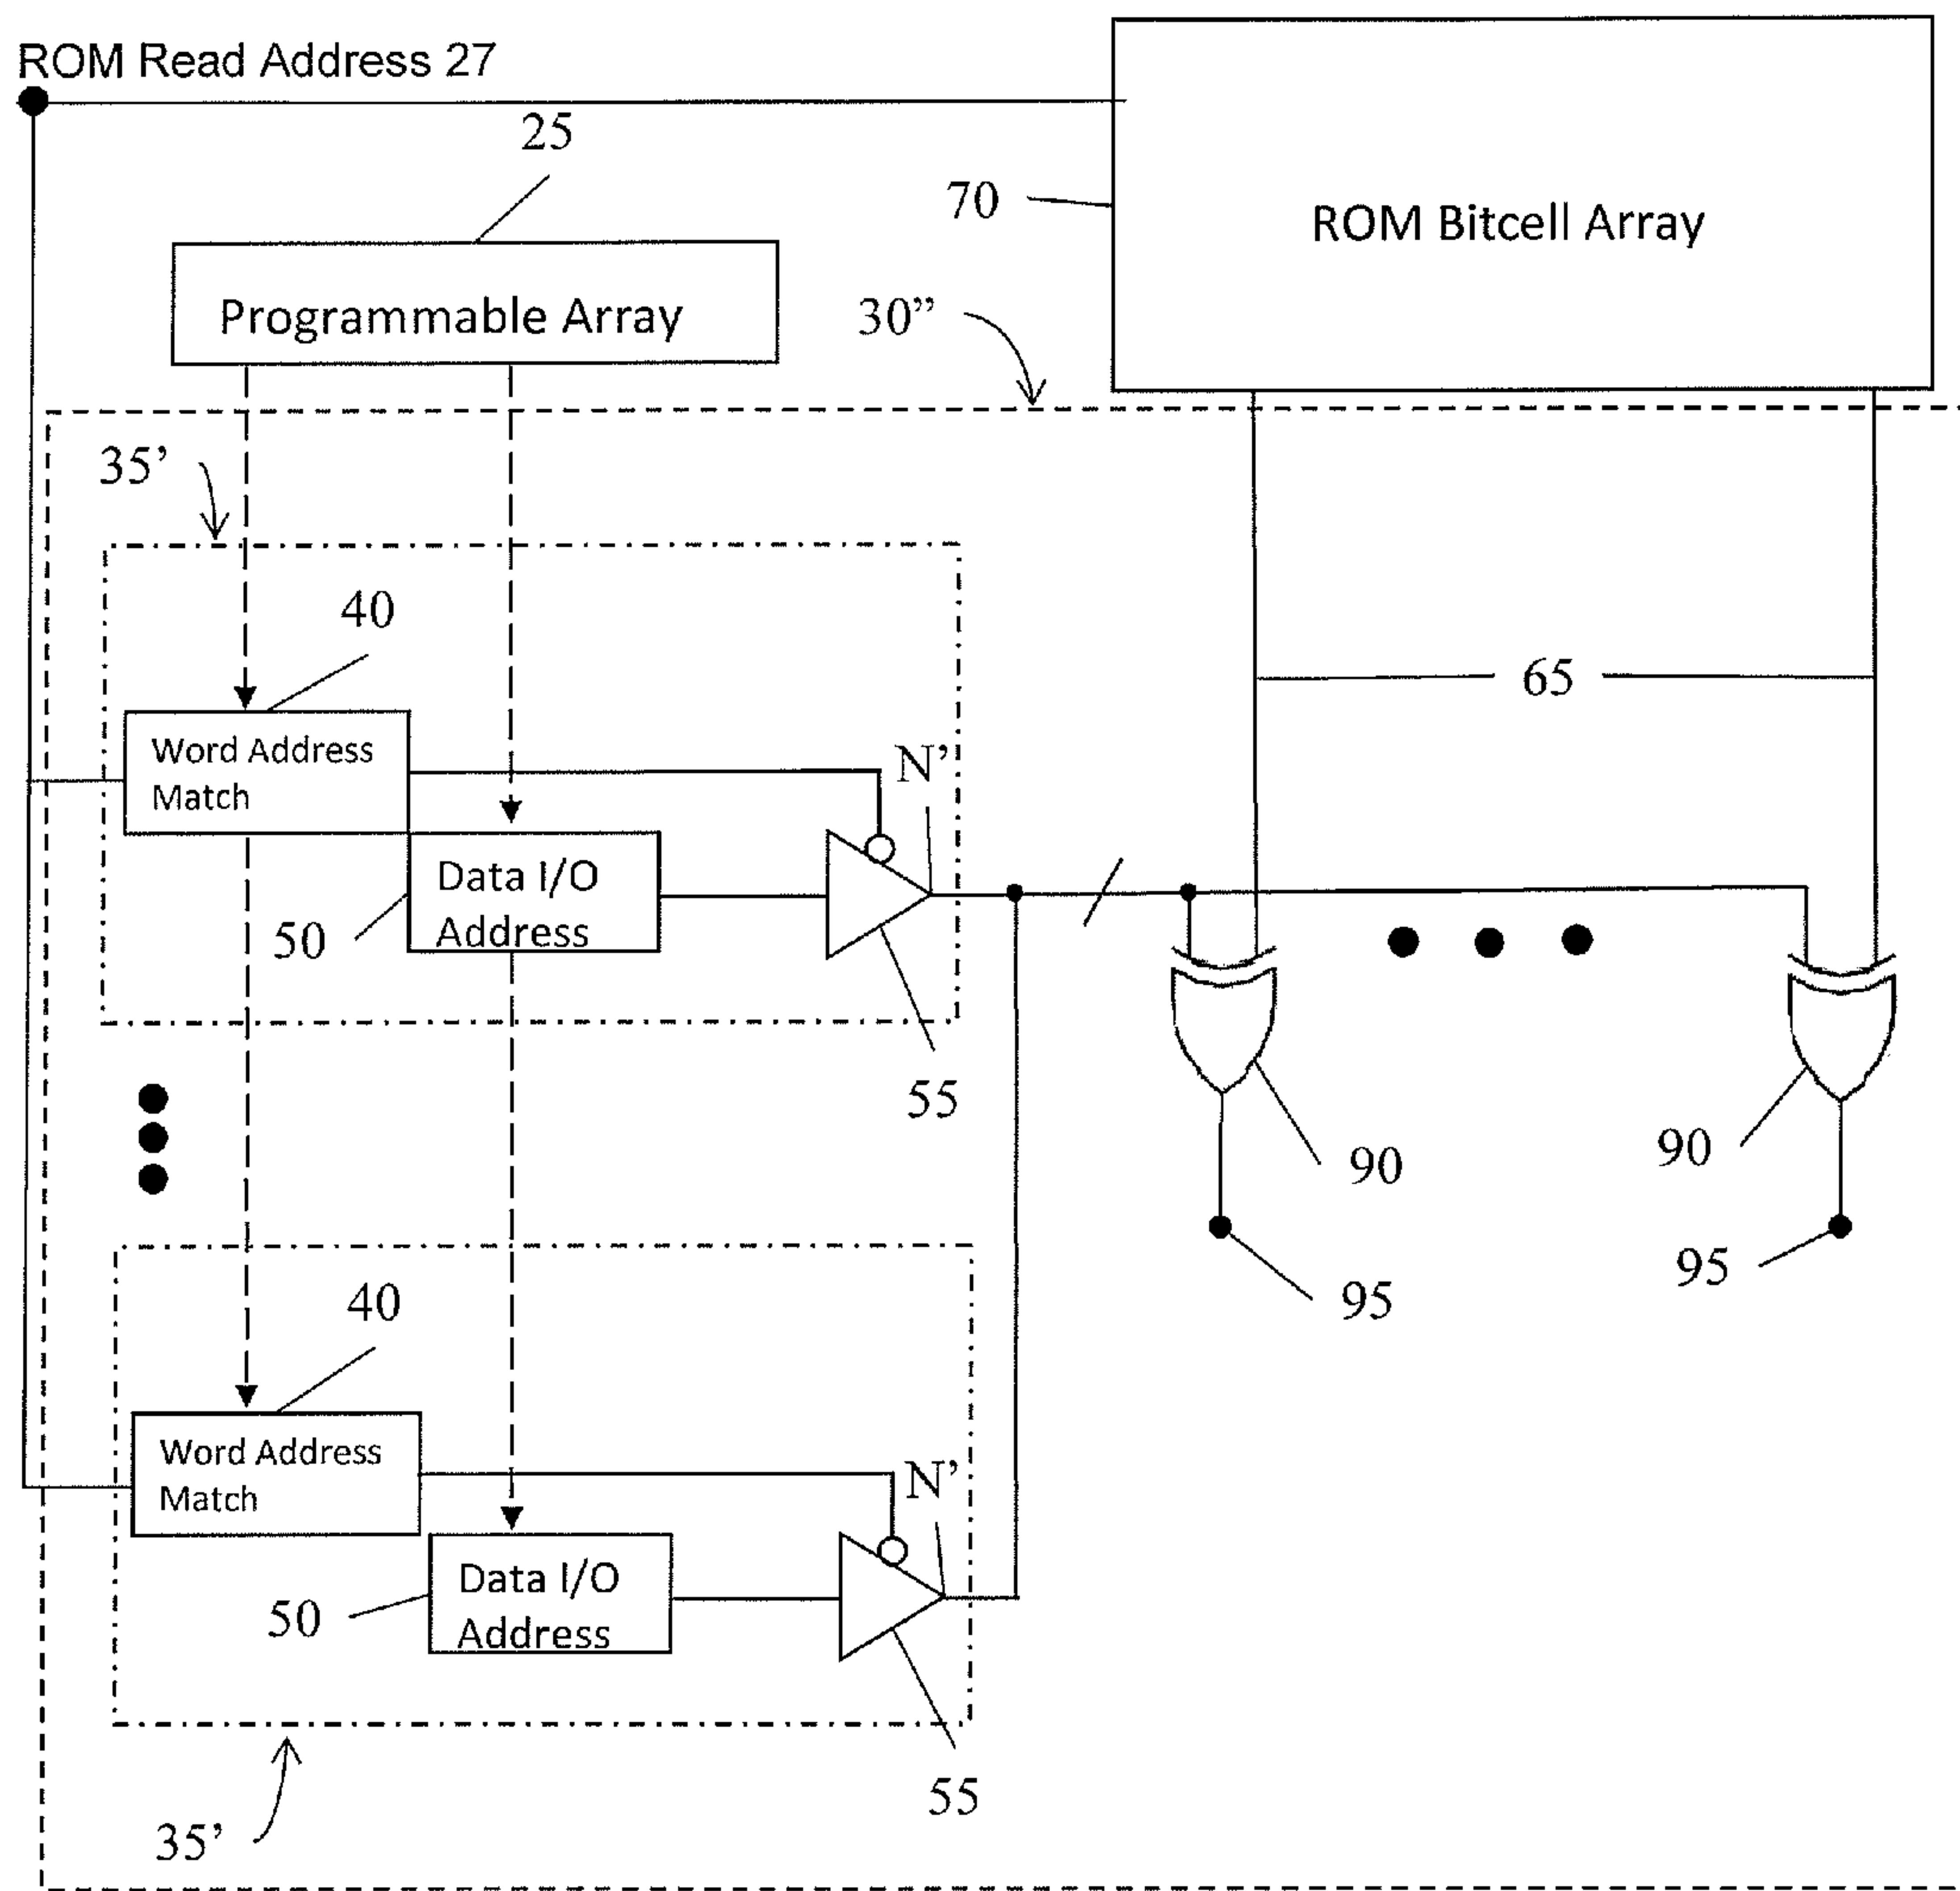 ROM Read Address 27
25
70
ROM Bitcell Array
Programmable Array
30”
35’
40
65
Word Address
Match
N’
Data I/O
Address
50
55
90
90
95
95
40
Word Address
Match
N’
Data I/O
Address
50
55
35’